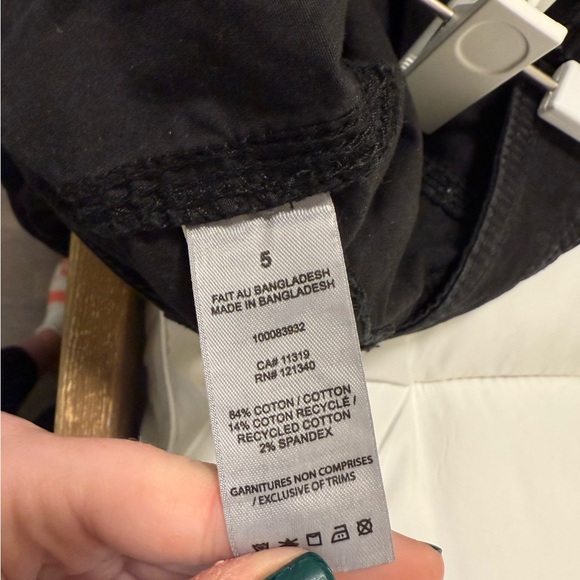 5
FAIT AU BANGLADESH
MADE IN BANGLADESH
100083932
CA# 11319
RN# 121340
84% COTON / COTTON
14% COTON RECYCLÉ /
RECYCLED COTTON
2% SPANDEX
GARNITURES NON COMPRISES
/ EXCLUSIVE OF TRIMS